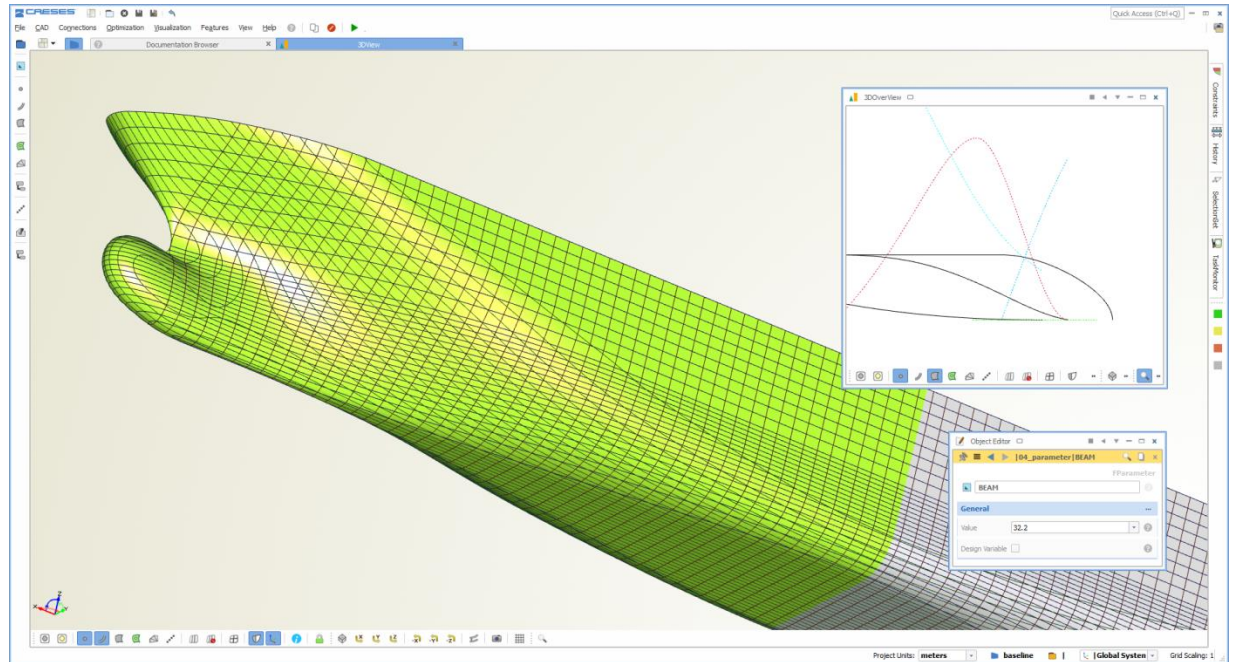 CAESES
Quick Access (Ctrl+Q)
File CAD Connections Optimization Visualization Features View Help
Documentation Browser
3DView
Constraints
History
SelectionSet
TaskMonitor
3DOverView
Object Editor
|04_parameter|BEAM
FParameter
BEAM
General
Value 32.2
Design Variable
Project Units: meters baseline | |Global System Grid Scaling: 1